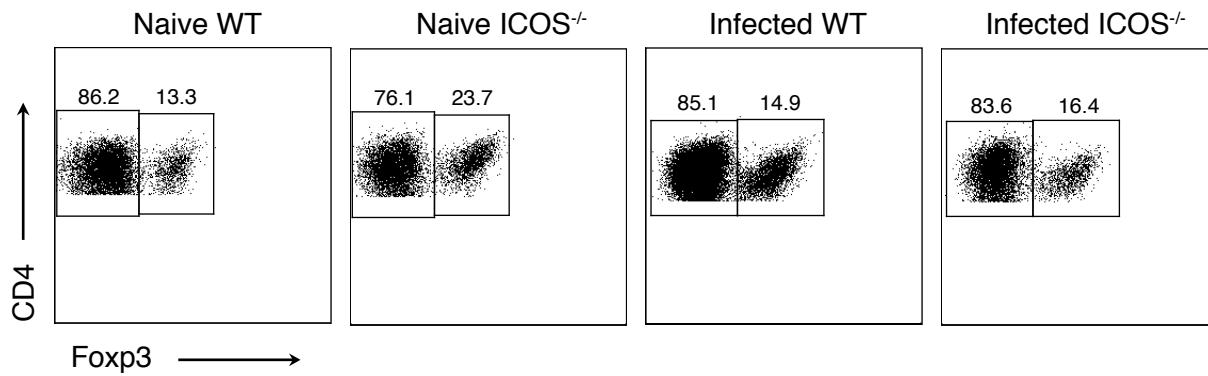 Naive WT
Naive ICOS-/-
Infected WT
Infected ICOS-/-
86.2 13.3
76.1 23.7
85.1 14.9
83.6 16.4
CD4
Foxp3